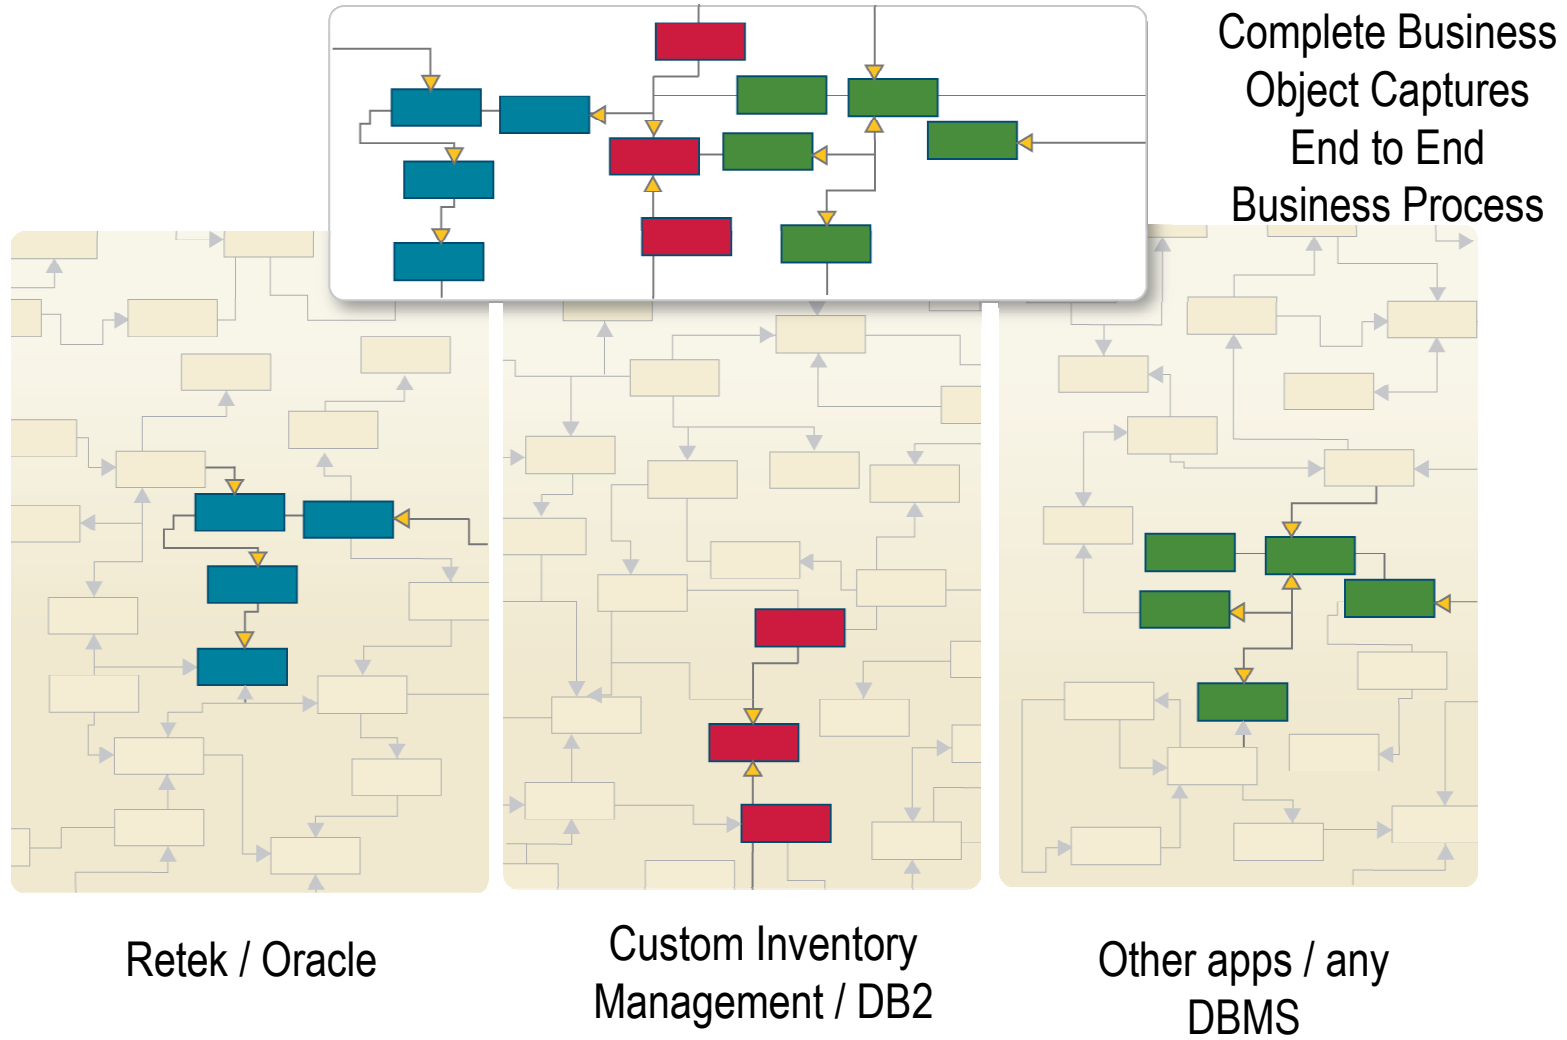 Complete Business
Object Captures
End to End
Business Process
Retek / Oracle
Custom Inventory
Management / DB2
Other apps / any
DBMS